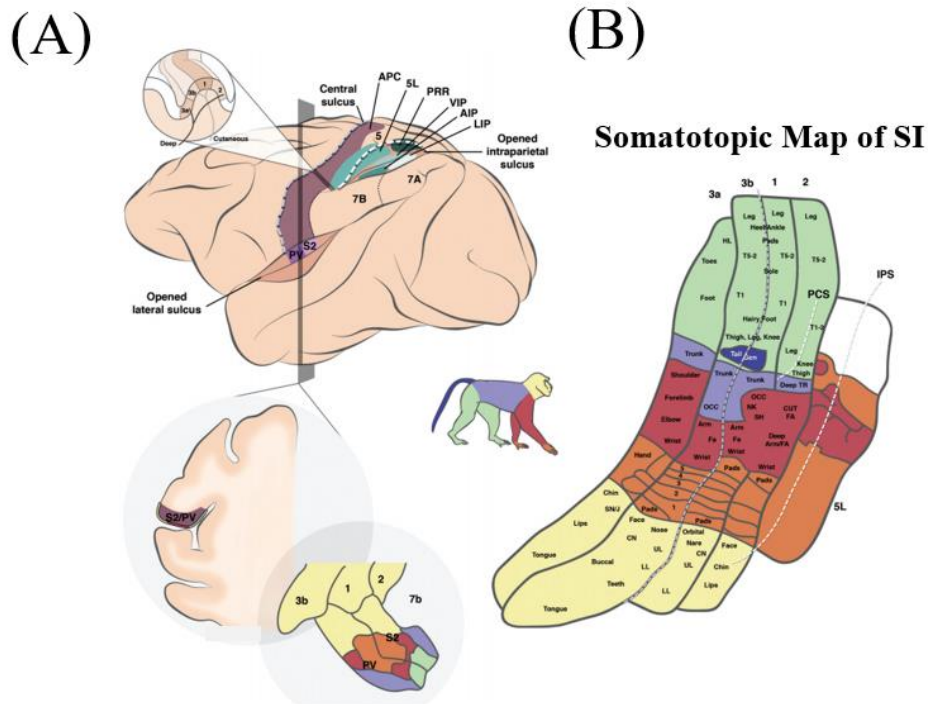 (A)
3b
1
2
3a
Deep
Cutaneous
Central
sulcus
APC
5L
PRR
VIP
AIP
LIP
5
Opened
intraparietal
sulcus
7B
7A
S2
PV
Opened
lateral sulcus
S2/PV
3b
1
2
7b
S2
PV
(B)
Somatotopic Map of SI
3a
3b
1
2
Leg
Leg
Leg
Heel Ankle
HL
Pads
Toes
T5-2
T5-2
T5-2
Sole
IPS
Foot
T1
T1
PCS
Hairy Foot
T1-2
Thigh, Leg, Knee
Trunk
Tail
Gen
Leg
Knee
Thigh
Shoulder
Trunk
Trunk
Deep TR
Forelimb
OCC
OCC
NK
SH
CUT
FA
Elbow
Arm
Arm
Fa
Fa
Deep
Arm/FA
Wrist
Wrist
Wrist
Wrist
Hand
Pads
Pads
4
3
2
1
5L
Chin
SN/J
Pads
Pads
Lips
Face
Nose
Orbital
CN
Nare
Face
UL
CN
Tongue
Buccal
LL
UL
Chin
Teeth
LL
Lips
Tongue